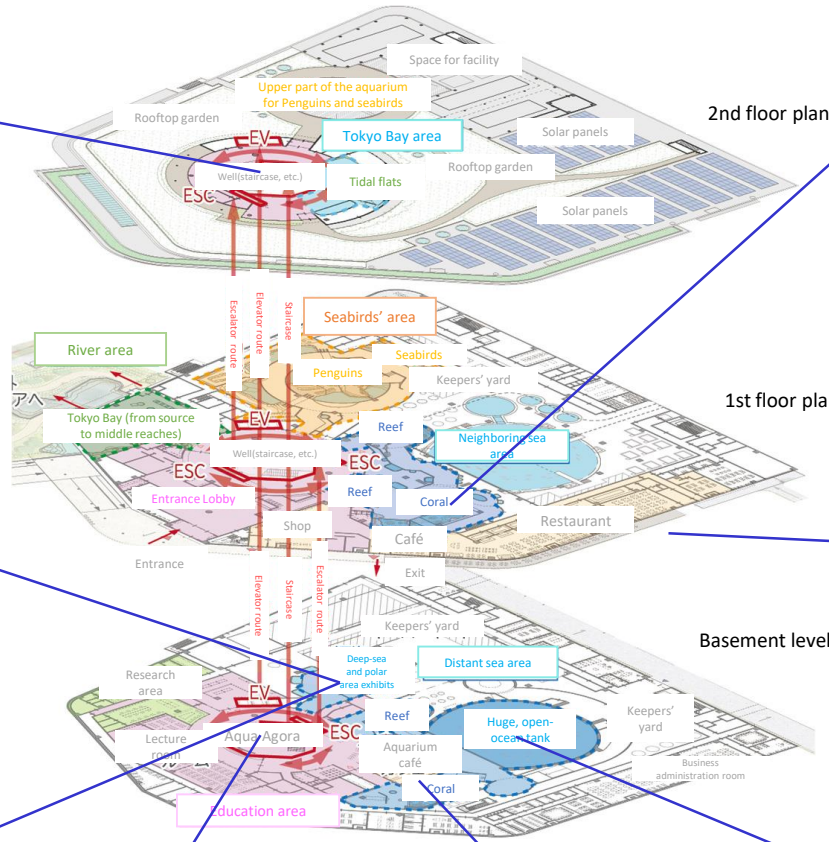 Space for facility
Upper part of the aquarium
for Penguins and seabirds
2nd floor plan
Rooftop garden
EV
Tokyo Bay area
Solar panels
Well(staircase, etc.)
Rooftop garden
Tidal flats
ESC
Solar panels
Escalator route
Elevator route
Staircase
Seabirds' area
River area
Seabirds
Penguins
Keepers' yard
アへ
1st floor pla
Tokyo Bay (from source
to middle reaches)
EV
Reef
Neighboring sea
area
Well(staircase, etc.)
ESC
ESC
Entrance Lobby
Reef
Coral
Shop
Restaurant
Café
Entrance
Exit
Elevator route
Staircase
Escalator route
Keepers' yard
Basement level
Deep-sea
and polar
area exhibits
Distant sea area
Research
area
EV
Reef
Huge, open-
ocean tank
Keepers'
yard
Lecture
room
Aqua Agora
ESC
Aquarium
café
Business
administration room
Coral
Education area